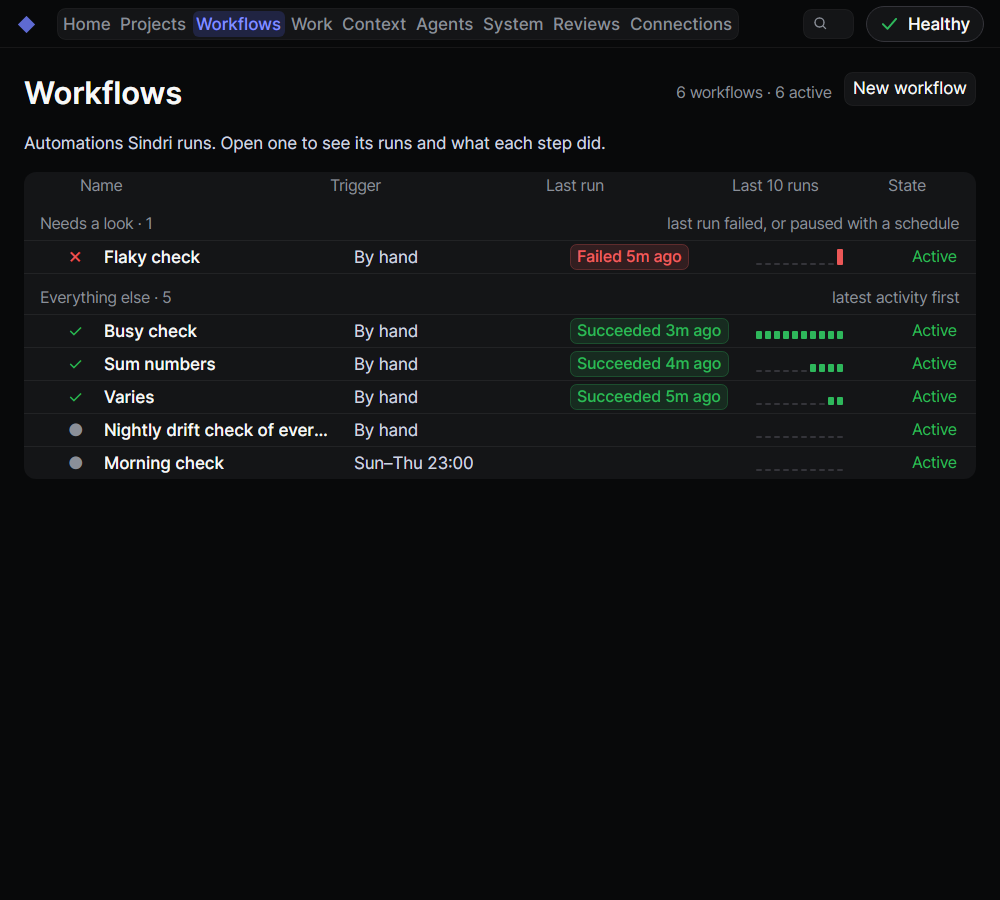 Home Projects Workflows Work Context Agents System Reviews Connections Healthy
Workflows
6 workflows · 6 active New workflow
Automations Sindri runs. Open one to see its runs and what each step did.
Name Trigger Last run Last 10 runs State
Needs a look · 1 last run failed, or paused with a schedule
Flaky check By hand Failed 5m ago Active
Everything else · 5 latest activity first
Busy check By hand Succeeded 3m ago Active
Sum numbers By hand Succeeded 4m ago Active
Varies By hand Succeeded 5m ago Active
Nightly drift check of ever... By hand Active
Morning check Sun–Thu 23:00 Active